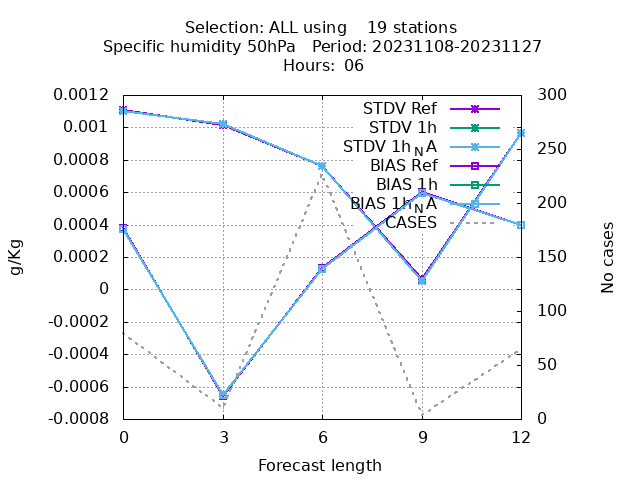 Selection: ALL using    19 stations
Specific humidity 50hPa   Period: 20231108-20231127
Hours:  06
0.0012
0.001
0.0008
0.0006
0.0004
0.0002
0
-0.0002
-0.0004
-0.0006
-0.0008
g/Kg
STDV Ref
STDV 1h
STDV 1h_N A
BIAS Ref
BIAS 1h
BIAS 1h_N A
CASES
300
250
200
150
100
50
0
No cases
0 3 6 9 12
Forecast length